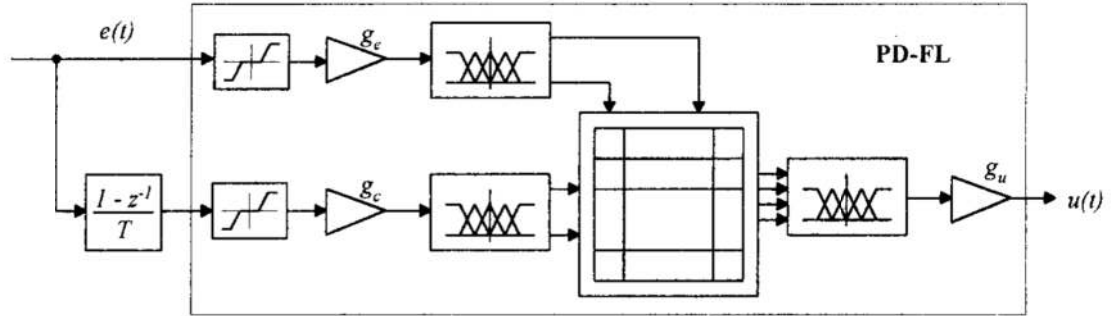 e(t)
g_e
PD-FL
1 - z^-1
T
g_c
g_u
u(t)